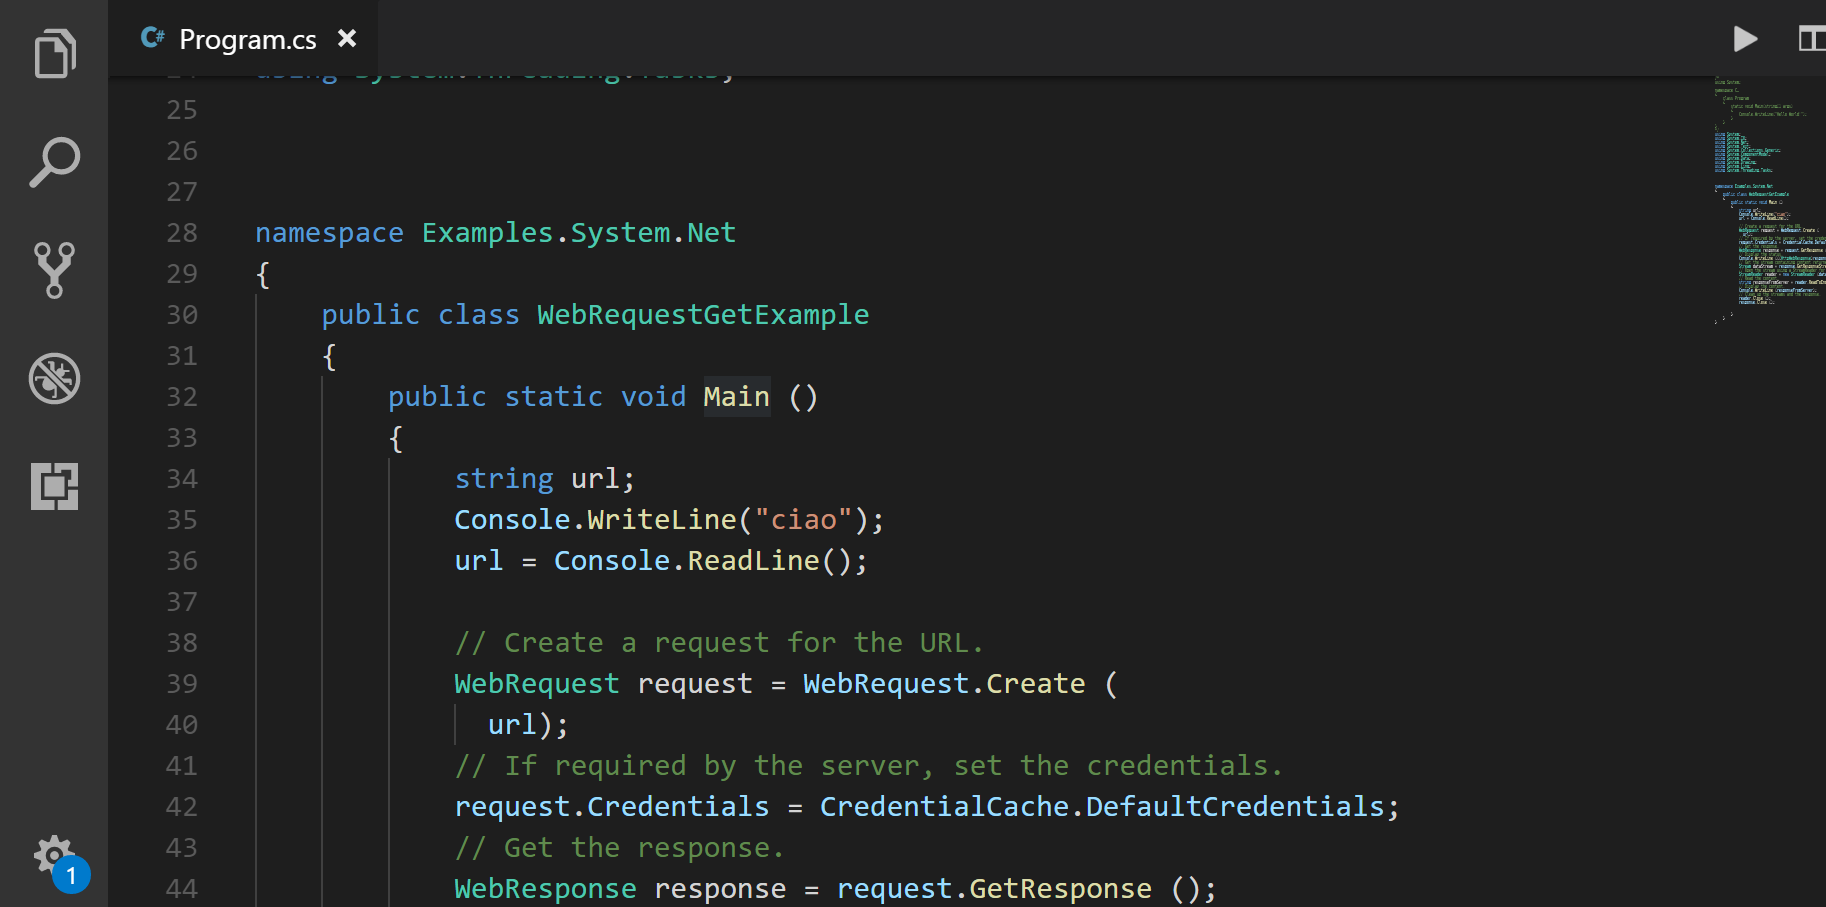 C# Program.cs
25
26
27
28 namespace Examples.System.Net
29 {
30 public class WebRequestGetExample
31 {
32 public static void Main ()
33 {
34 string url;
35 Console.WriteLine("ciao");
36 url = Console.ReadLine();
37
38 // Create a request for the URL.
39 WebRequest request = WebRequest.Create (
40 url);
41 // If required by the server, set the credentials.
42 request.Credentials = CredentialCache.DefaultCredentials;
43 // Get the response.
44 WebResponse response = request.GetResponse ();
1